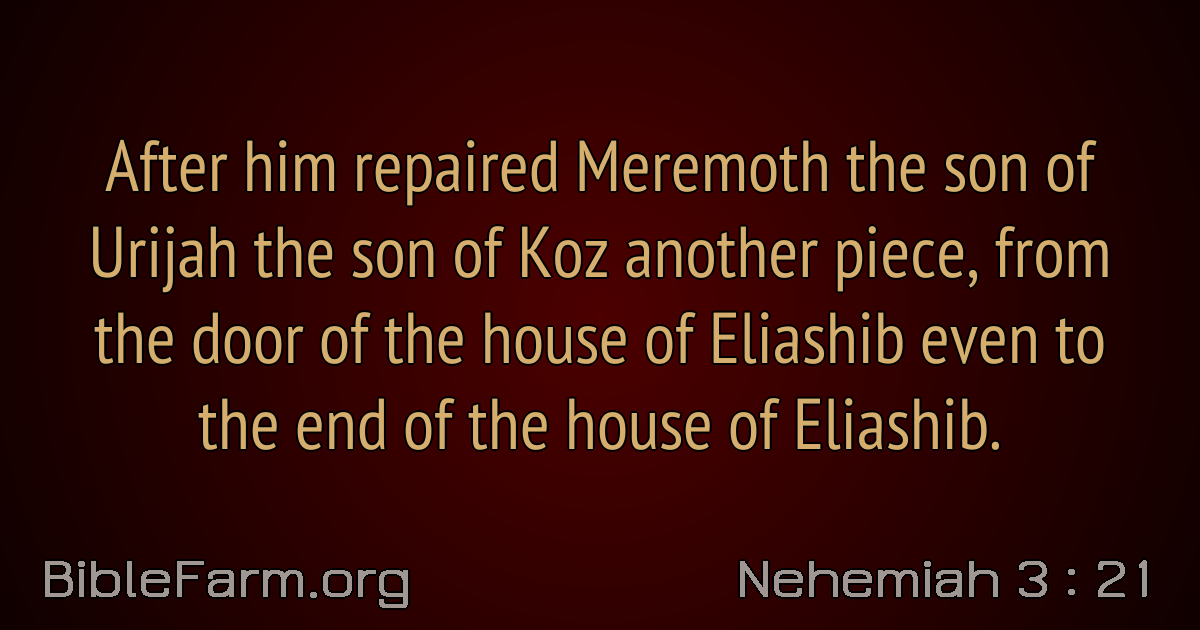 After him repaired Meremoth the son of
Urijah the son of Koz another piece, from
the door of the house of Eliashib even to
the end of the house of Eliashib.
BibleFarm.org
Nehemiah 3 : 21